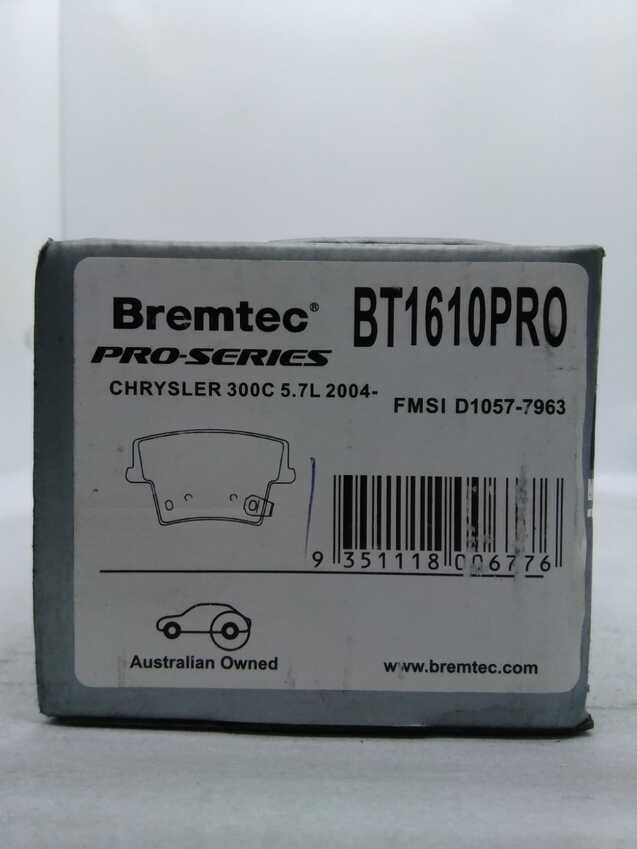 Bremtec® BT1610PRO
PRO-SERIES
CHRYSLER 300C 5.7L 2004-
FMSI D1057-7963
9 351118 006776
Australian Owned
www.bremtec.com